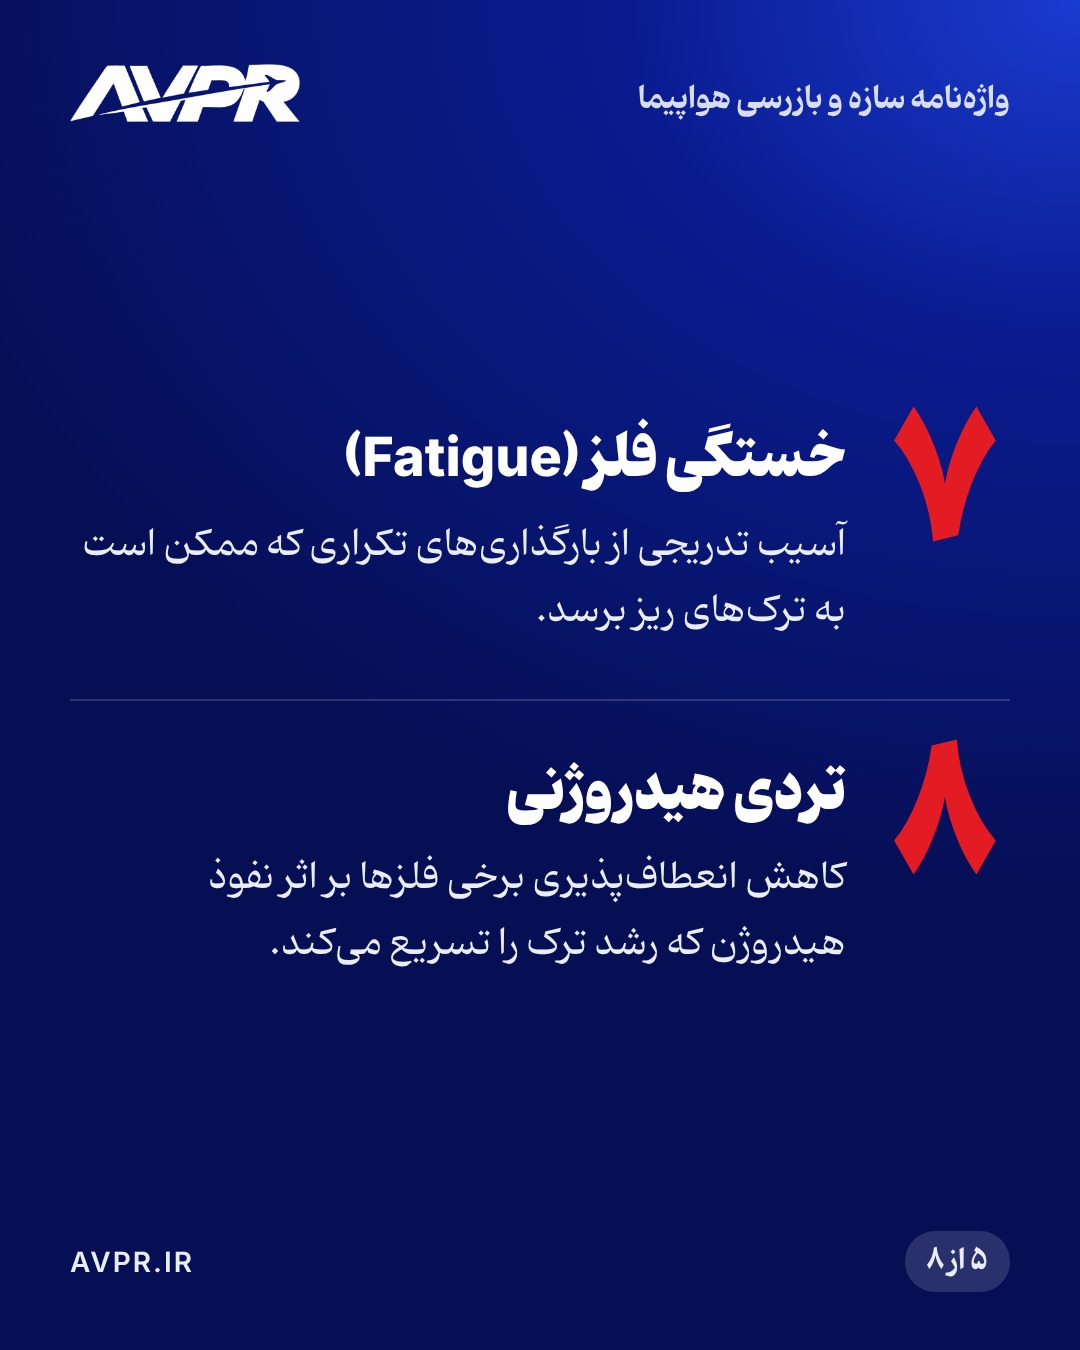 واژه‌نامه سازه و بازرسی هواپیما
AVPR
۷
خستگی فلز (Fatigue)
آسیب تدریجی از بارگذاری‌های تکراری که ممکن است
به ترک‌های ریز برسد.
۸
تردی هیدروژنی
کاهش انعطاف‌پذیری برخی فلزها بر اثر نفوذ
هیدروژن که رشد ترک را تسریع می‌کند.
۵ از ۸
AVPR.IR